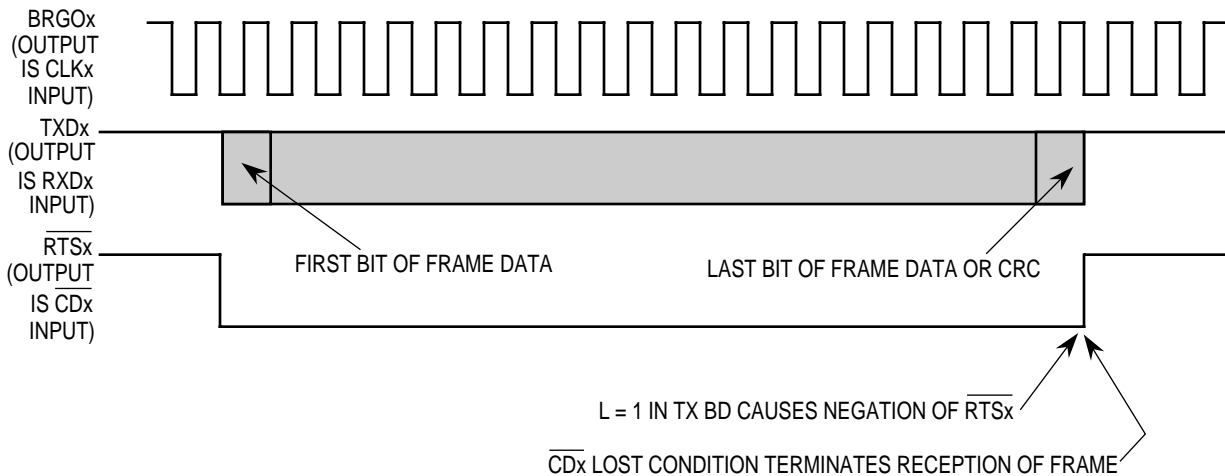 BRGOx
(OUTPUT
IS CLKx
INPUT)
TXDx
(OUTPUT
IS RXDx
INPUT)
RTSx
(OUTPUT
IS CDx
INPUT)
FIRST BIT OF FRAME DATA
LAST BIT OF FRAME DATA OR CRC
L = 1 IN TX BD CAUSES NEGATION OF RTSx
CDx LOST CONDITION TERMINATES RECEPTION OF FRAME